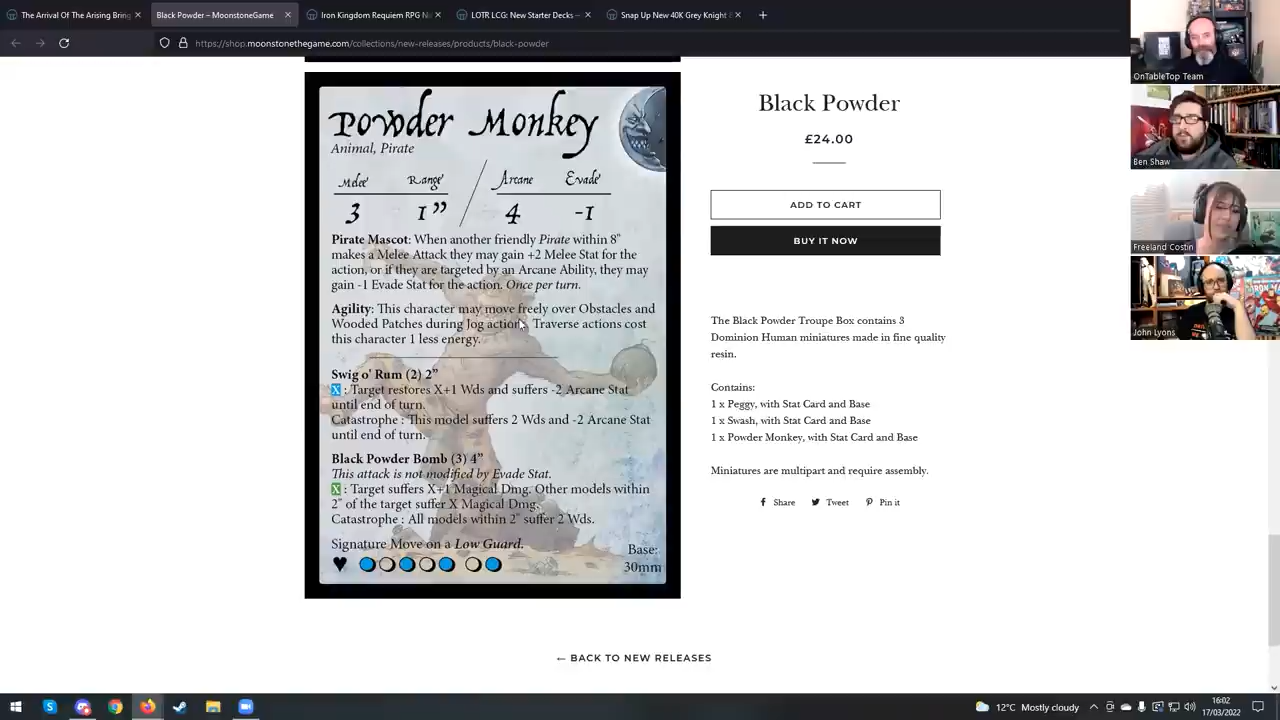 The Arrival Of The Arising Bring
Black Powder – MoonstoneGame
Iron Kingdom Requiem RPG
LOTR LCG: New Starter Decks –
Snap Up New 40K Grey Knight
https://shop.moonstonethegame.com/collections/new-releases/products/black-powder
OnTableTop Team
Ben Shaw
Freeland Costin
John Lyons
Powder Monkey
Animal, Pirate
Melee Range Arcane Evade
3 1” 4 -1
Pirate Mascot: When another friendly Pirate within 8"
makes a Melee Attack they may gain +2 Melee Stat for the
action, or if they are targeted by an Arcane Ability, they may
gain -1 Evade Stat for the action. Once per turn.
Agility: This character may move freely over Obstacles and
Wooded Patches during Jog actions. Traverse actions cost
this character 1 less energy.
Swig o' Rum (2) 2”
X : Target restores X+1 Wds and suffers -2 Arcane Stat
until end of turn.
Catastrophe : This model suffers 2 Wds and -2 Arcane Stat
until end of turn.
Black Powder Bomb (3) 4”
This attack is not modified by Evade Stat.
X : Target suffers X+1 Magical Dmg. Other models within
2" of the target suffer X Magical Dmg.
Catastrophe : All models within 2" suffer 2 Wds.
Signature Move on a Low Guard.
Base:
30mm
Black Powder
£24.00
ADD TO CART
BUY IT NOW
The Black Powder Troupe Box contains 3
Dominion Human miniatures made in fine quality
resin.
Contains:
1 x Peggy, with Stat Card and Base
1 x Swash, with Stat Card and Base
1 x Powder Monkey, with Stat Card and Base
Miniatures are multipart and require assembly.
Share Tweet Pin it
← BACK TO NEW RELEASES
12°C Mostly cloudy
16:02
17/03/2022